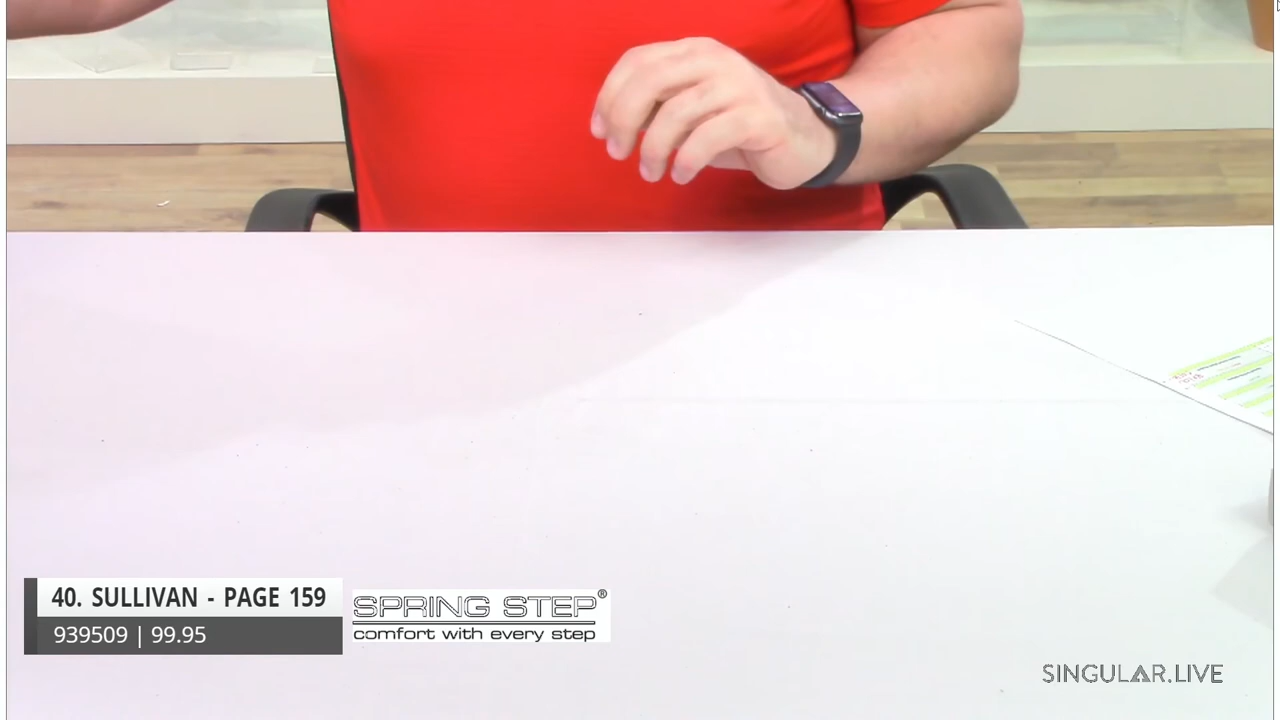 40. SULLIVAN - PAGE 159
939509 | 99.95
SPRING STEP®
comfort with every step
SINGULAR.LIVE